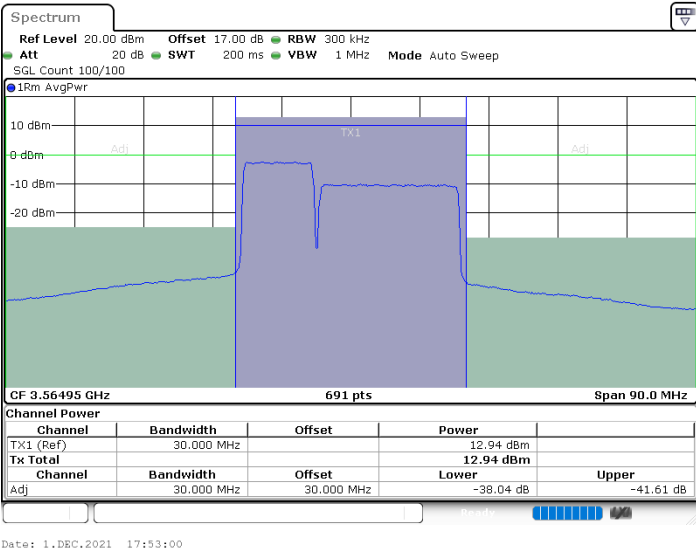 Spectrum
Ref Level 20.00 dBm Offset 17.00 dB RBW 300 kHz
Att 20 dB SWT 200 ms VBW 1 MHz Mode Auto Sweep
SGL Count 100/100
1Rm AvgPwr
10 dBm
TX1
0 dBm
Adj
Adj
-10 dBm
-20 dBm
CF 3.56495 GHz 691 pts Span 90.0 MHz
Channel Power
Channel Bandwidth Offset Power
TX1 (Ref) 30.000 MHz 12.94 dBm
Tx Total 12.94 dBm
Channel Bandwidth Offset Lower Upper
Adj 30.000 MHz 30.000 MHz -38.04 dB -41.61 dB
Ready
Date: 1.DEC.2021 17:53:00